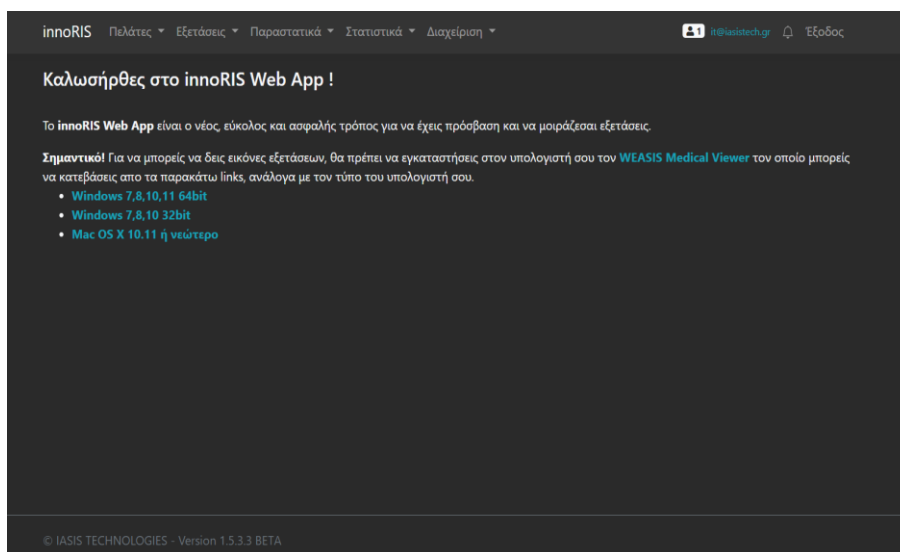 innoRIS Πελάτες Εξετάσεις Παραστατικά Στατιστικά Διαχείριση 1 it@iasistech.gr Έξοδος
Καλωσήρθες στο innoRIS Web App !
Το innoRIS Web App είναι ο νέος, εύκολος και ασφαλής τρόπος για να έχεις πρόσβαση και να μοιράζεσαι εξετάσεις.
Σημαντικό! Για να μπορείς να δεις εικόνες εξετάσεων, θα πρέπει να εγκαταστήσεις στον υπολογιστή σου τον WEASIS Medical Viewer τον οποίο μπορείς
να κατεβάσεις απο τα παρακάτω links, ανάλογα με τον τύπο του υπολογιστή σου.
• Windows 7,8,10,11 64bit
• Windows 7,8,10 32bit
• Mac OS X 10.11 ή νεώτερο
© IASIS TECHNOLOGIES - Version 1.5.3.3 BETA